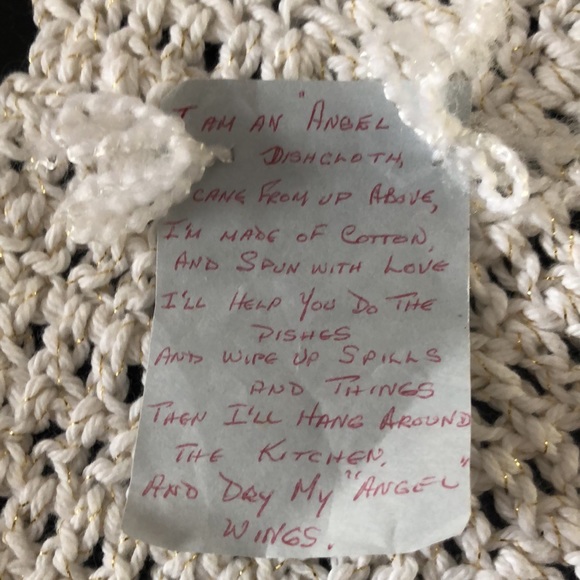 I AM AN "ANGEL
DISHCLOTH,
CAME FROM UP ABOVE,
I'M MADE OF COTTON,
AND SPUN WITH LOVE
I'LL HELP YOU DO THE
DISHES
AND WIPE UP SPILLS
AND THINGS
THEN I'LL HANG AROUND
THE KITCHEN,
AND DRY MY "ANGEL"
WINGS.